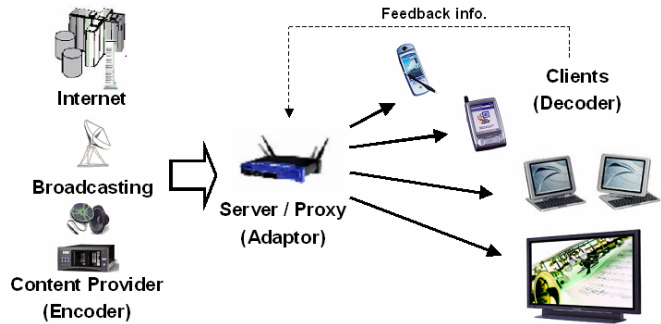 Feedback info.
Internet
Broadcasting
Content Provider
(Encoder)
Server / Proxy
(Adaptor)
Clients
(Decoder)